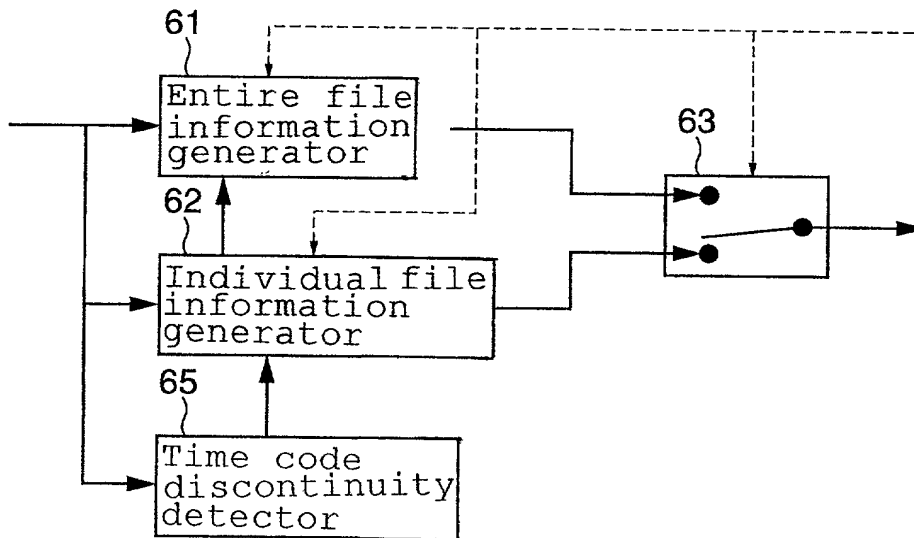 61
Entire file
information
generator
63
62
Individual file
information
generator
65
Time code
discontinuity
detector